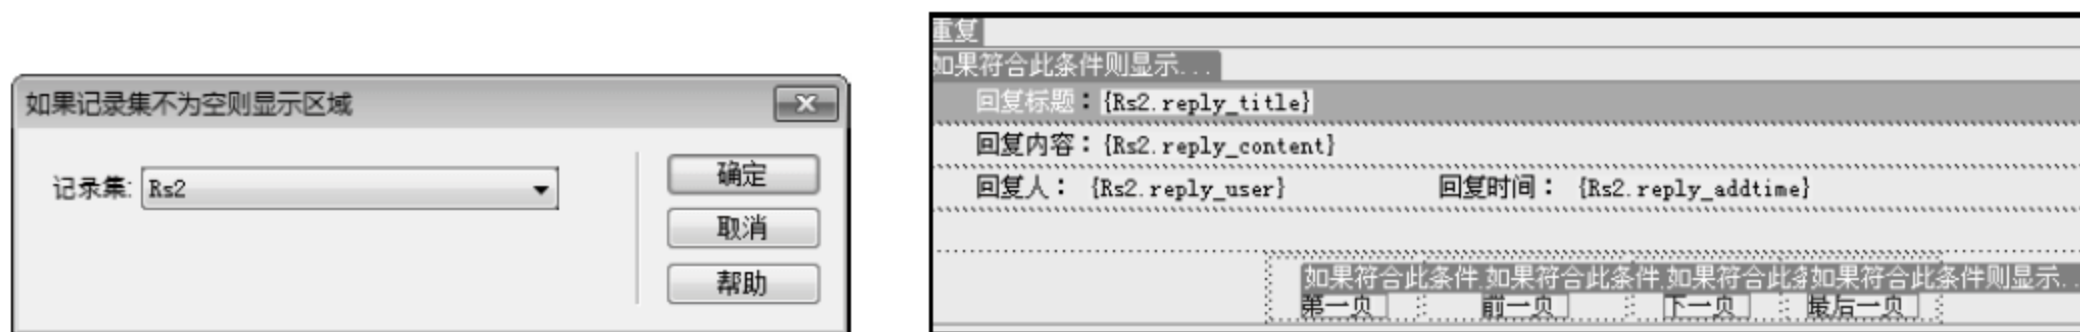 如果记录集不为空则显示区域
记录集: Rs2
确定
取消
帮助
重复
如果符合此条件则显示...
回复标题：{Rs2.reply_title}
回复内容：{Rs2.reply_content}
回复人： {Rs2.reply_user} 回复时间： {Rs2.reply_addtime}
如果符合此条件.如果符合此条件.如果符合此条如果符合此条件则显示..
第一页 前一页 下一页 最后一页